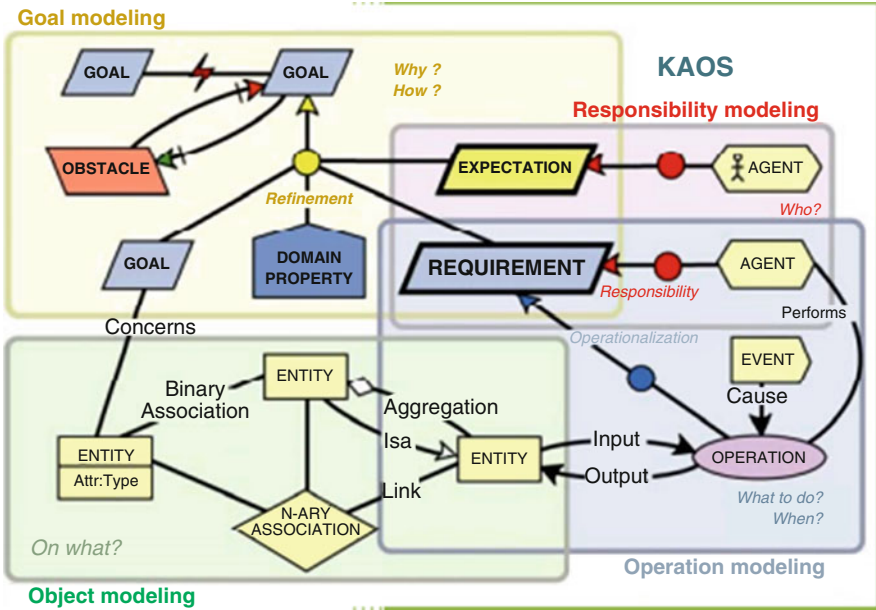 Goal modeling
GOAL
GOAL
Why ?
How ?
KAOS
Responsibility modeling
OBSTACLE
EXPECTATION
AGENT
Refinement
Who?
GOAL
DOMAIN
PROPERTY
REQUIREMENT
AGENT
Responsibility
Performs
Concerns
Operationalization
EVENT
ENTITY
Binary
Association
Aggregation
Cause
Isa
Input
ENTITY
Attr:Type
ENTITY
OPERATION
Link
Output
N-ARY
ASSOCIATION
What to do?
When?
On what?
Operation modeling
Object modeling